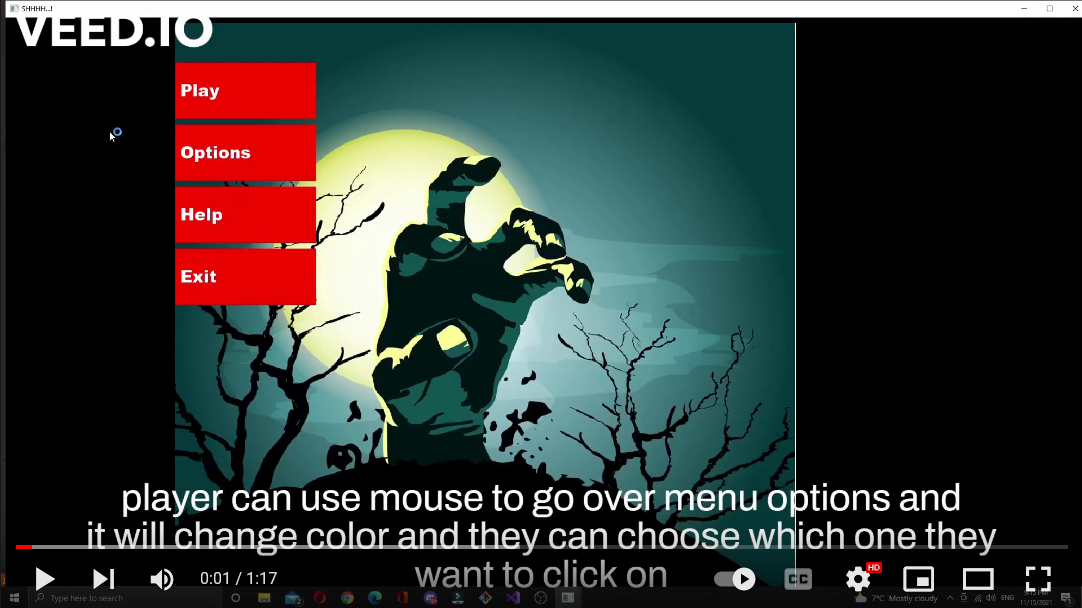 SHHHH..!
VEED.IO
Play
Options
Help
Exit
player can use mouse to go over menu options and
it will change color and they can choose which one they
want to click on
HD
0:01 / 1:17
CC
Type here to search
7°C Mostly cloudy
ENG
11/15/2021